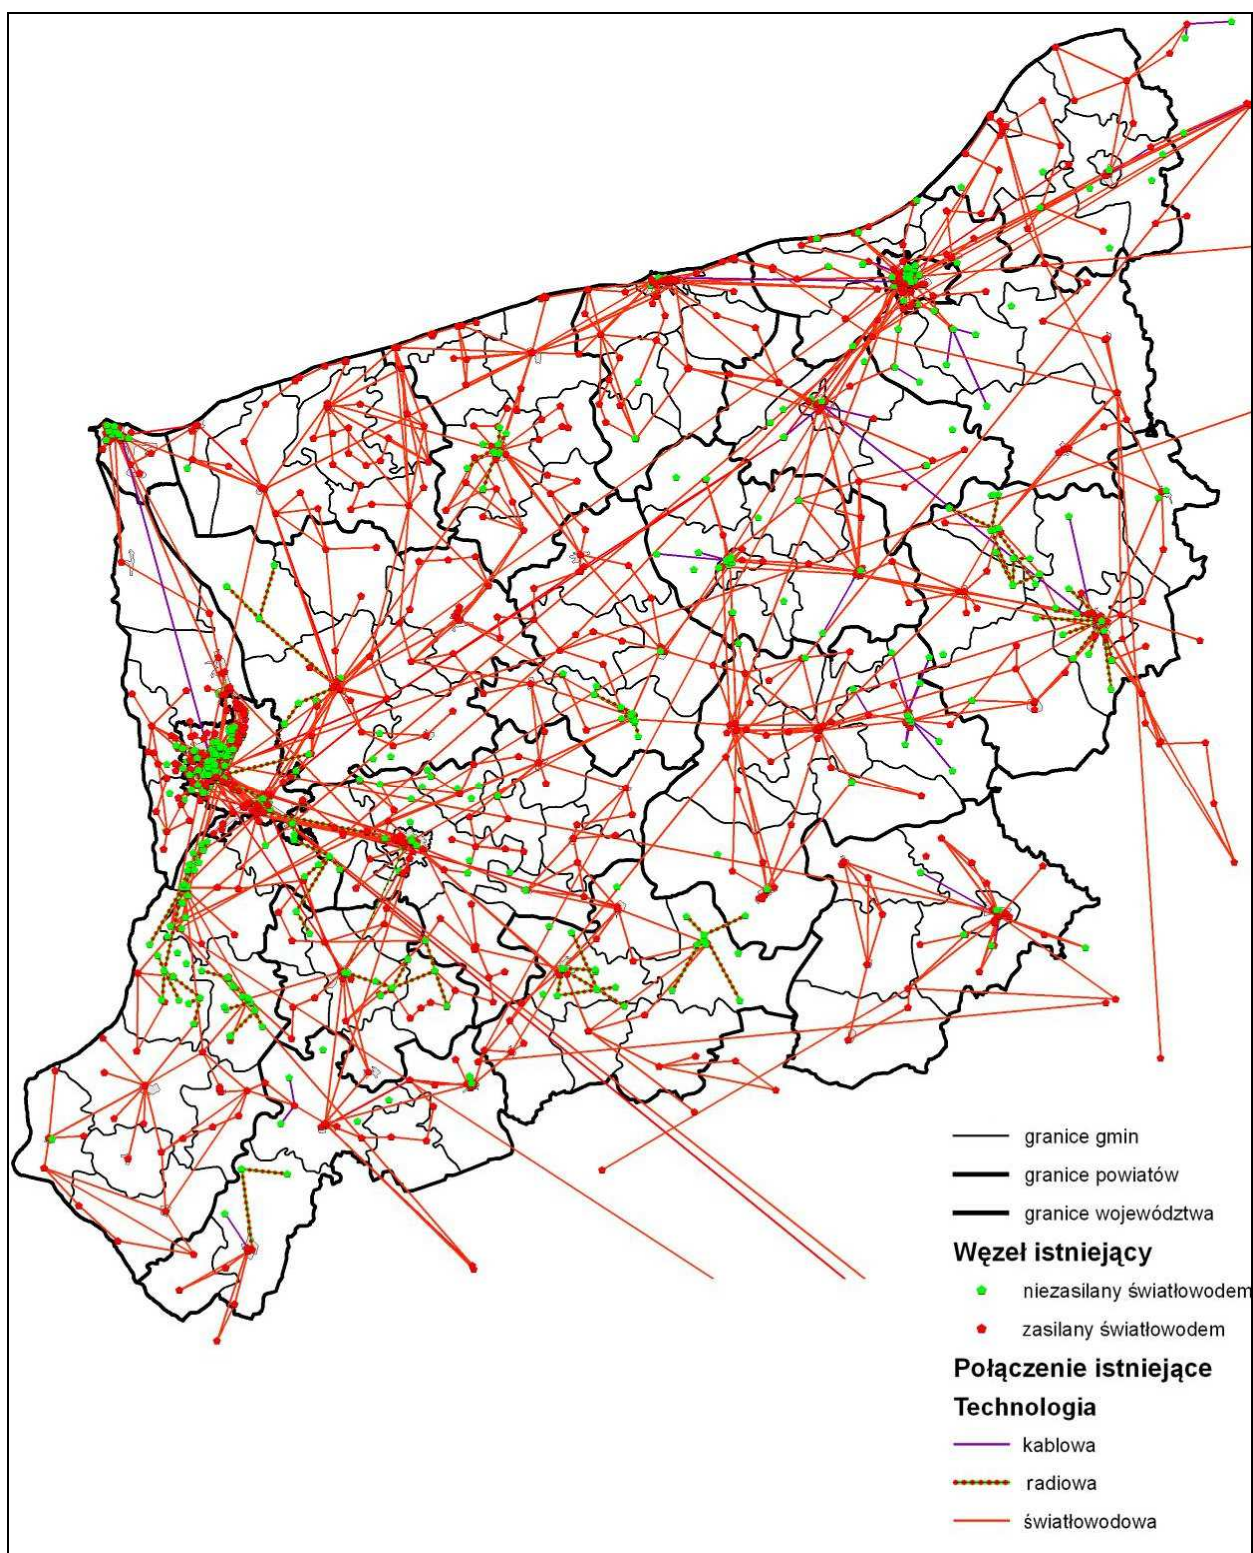 granice gmin
granice powiatów
granice województwa
Węzeł istniejący
niezasilany światłowodem
zasilany światłowodem
Połączenie istniejące
Technologia
kablowa
radiowa
światłowodowa